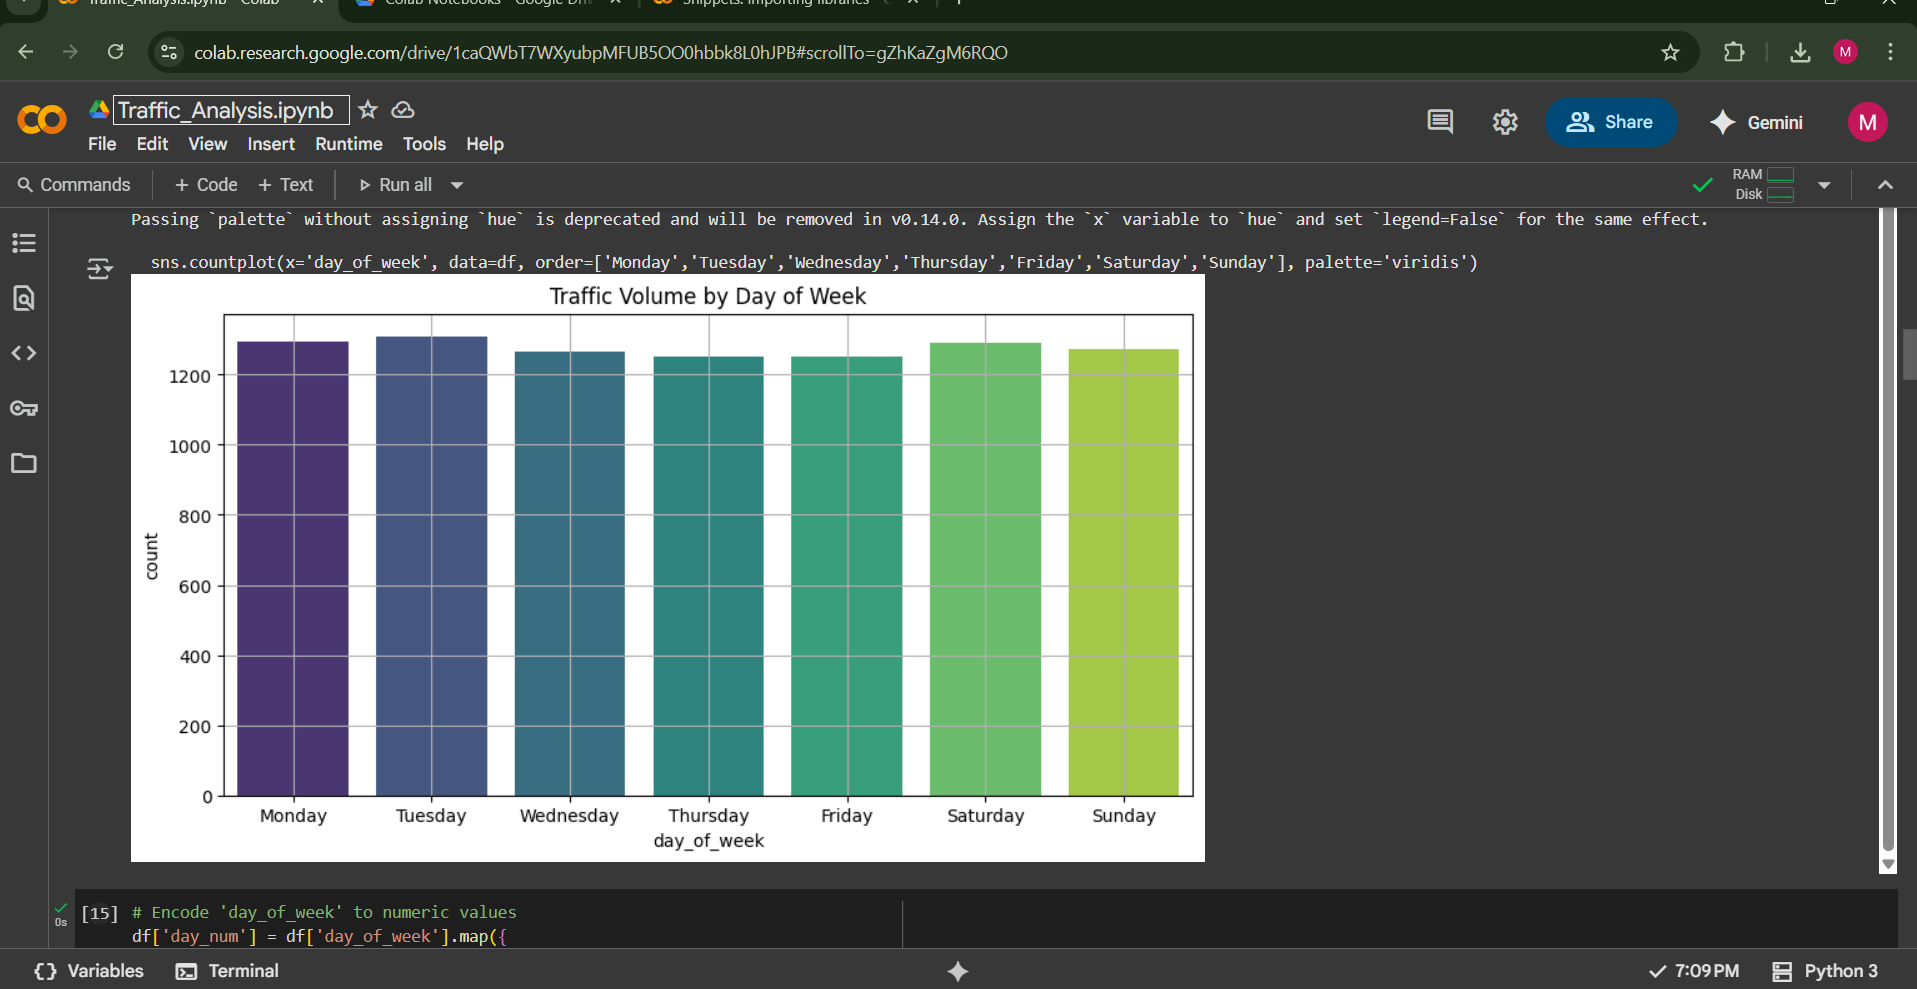 Traffic_Analysis.ipynb - Colab
Colab Notebooks - Google Dri
Snippets: Importing libraries - C
colab.research.google.com/drive/1caQWbT7WXyubpMFUB5OO0hbbk8L0hJPB#scrollTo=gZhKaZgM6RQO
M
CO
Traffic_Analysis.ipynb
File Edit View Insert Runtime Tools Help
Share
Gemini
M
Commands + Code + Text Run all
RAM
Disk
Passing `palette` without assigning `hue` is deprecated and will be removed in v0.14.0. Assign the `x` variable to `hue` and set `legend=False` for the same effect.
sns.countplot(x='day_of_week', data=df, order=['Monday','Tuesday','Wednesday','Thursday','Friday','Saturday','Sunday'], palette='viridis')
Traffic Volume by Day of Week
1200
1000
800
600
400
200
0
count
Monday Tuesday Wednesday Thursday Friday Saturday Sunday
day_of_week
0s
[15] # Encode 'day_of_week' to numeric values
df['day_num'] = df['day_of_week'].map({
{} Variables Terminal
7:09 PM Python 3